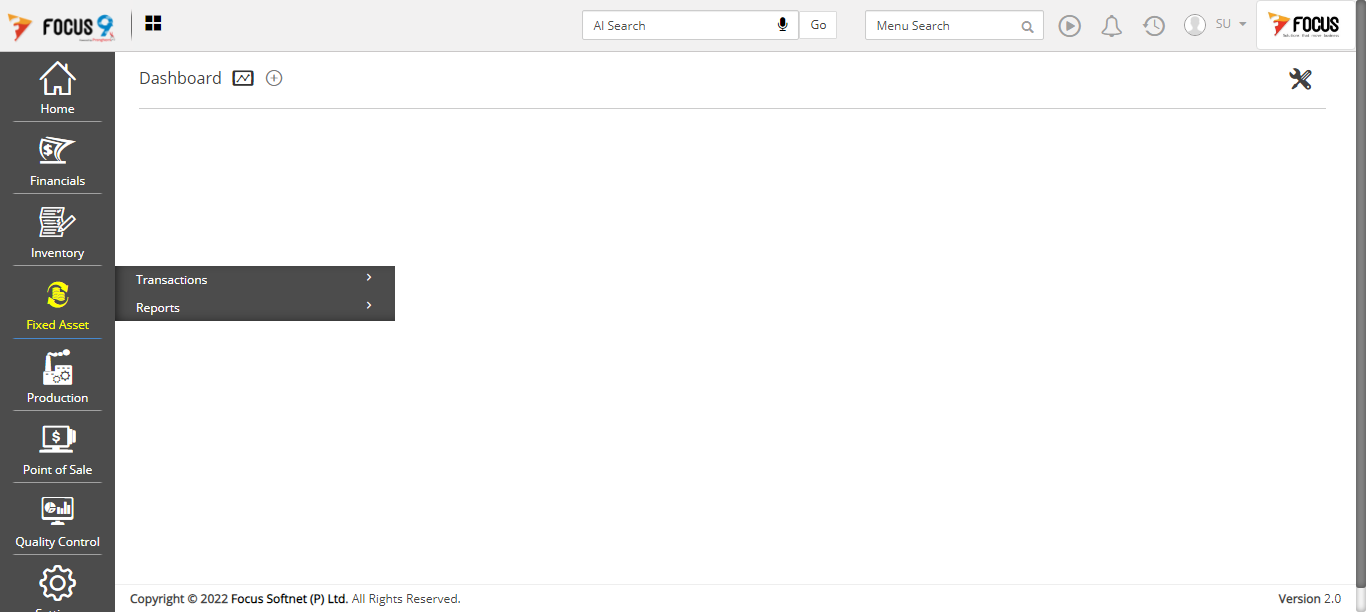 FOCUS 9
AI Search
Go
Menu Search
SU
FOCUS
Home
Financials
Inventory
Fixed Asset
Production
Point of Sale
Quality Control
Dashboard
Transactions
Reports
Copyright © 2022 Focus Softnet (P) Ltd. All Rights Reserved.
Version 2.0